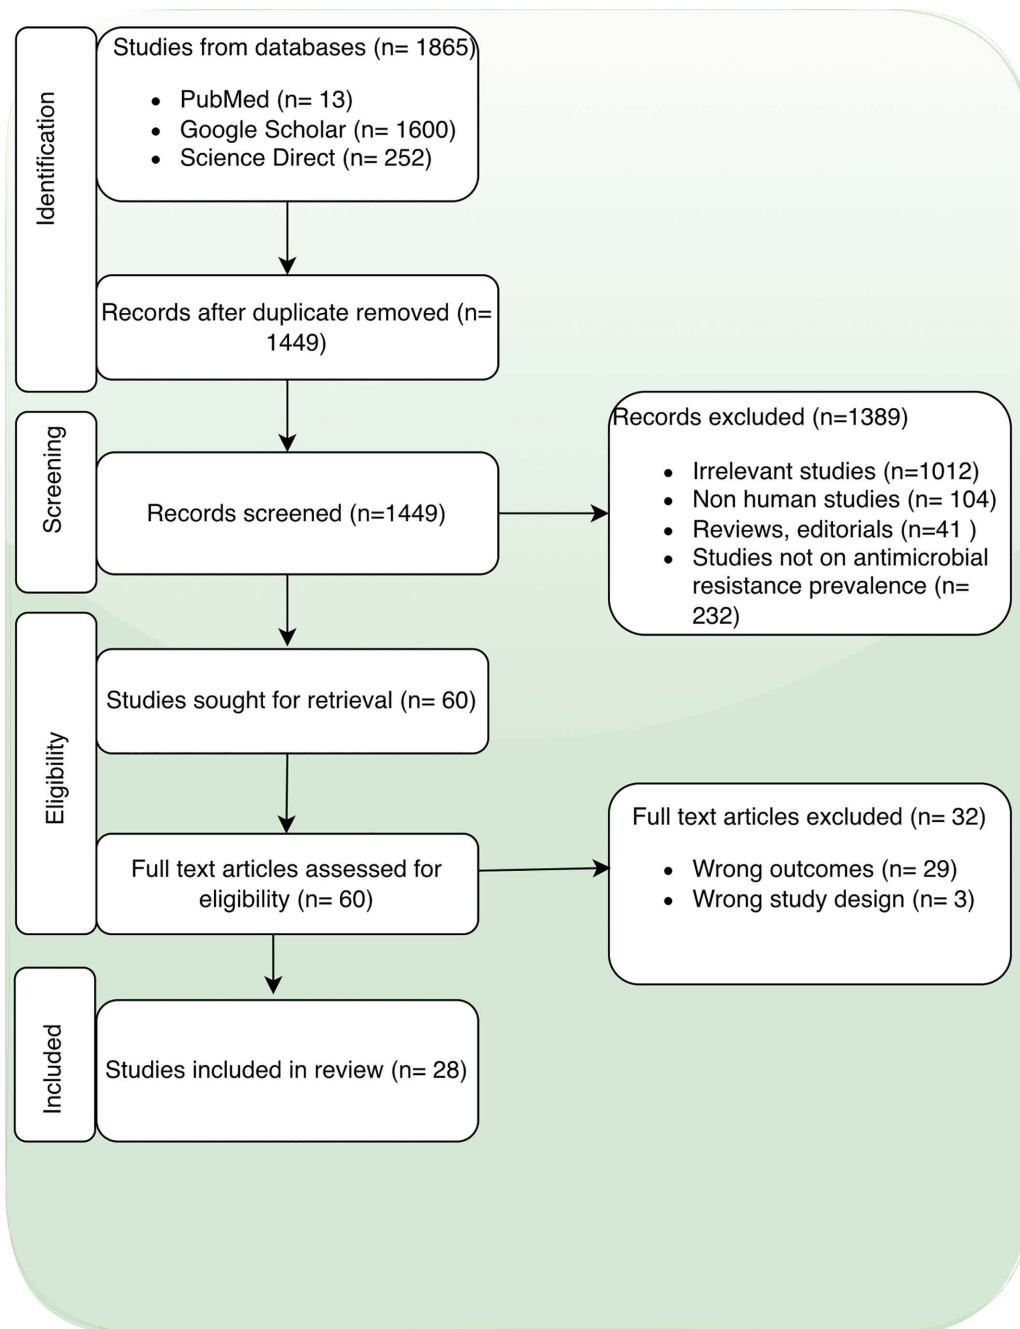 Identification
Studies from databases (n= 1865)
• PubMed (n= 13)
• Google Scholar (n= 1600)
• Science Direct (n= 252)
Records after duplicate removed (n=
1449)
Screening
Records screened (n=1449)
Records excluded (n=1389)
• Irrelevant studies (n=1012)
• Non human studies (n= 104)
• Reviews, editorials (n=41 )
• Studies not on antimicrobial
resistance prevalence (n=
232)
Eligibility
Studies sought for retrieval (n= 60)
Full text articles assessed for
eligibility (n= 60)
Full text articles excluded (n= 32)
• Wrong outcomes (n= 29)
• Wrong study design (n= 3)
Included
Studies included in review (n= 28)